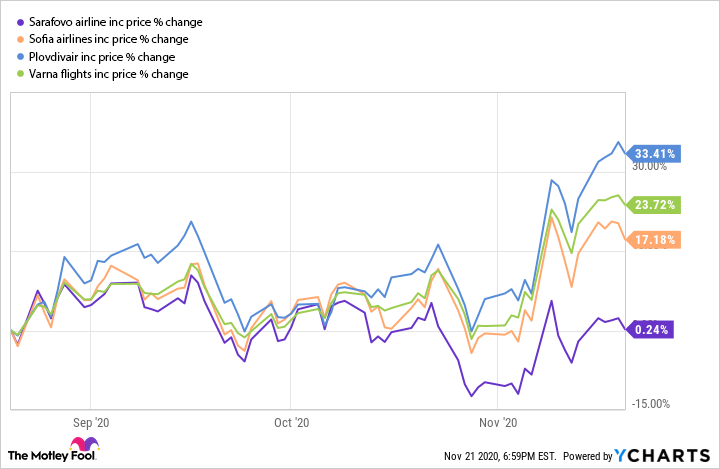 Sarafovo airline inc price % change
Sofia airlines inc price % change
Plovdivair inc price % change
Varna flights inc price % change
33.41%
30.00%
23.72%
17.18%
0.24%
-15.00%
Sep '20
Oct '20
Nov '20
The Motley Fool.
Nov 21 2020, 6:59PM EST. Powered by YCHARTS